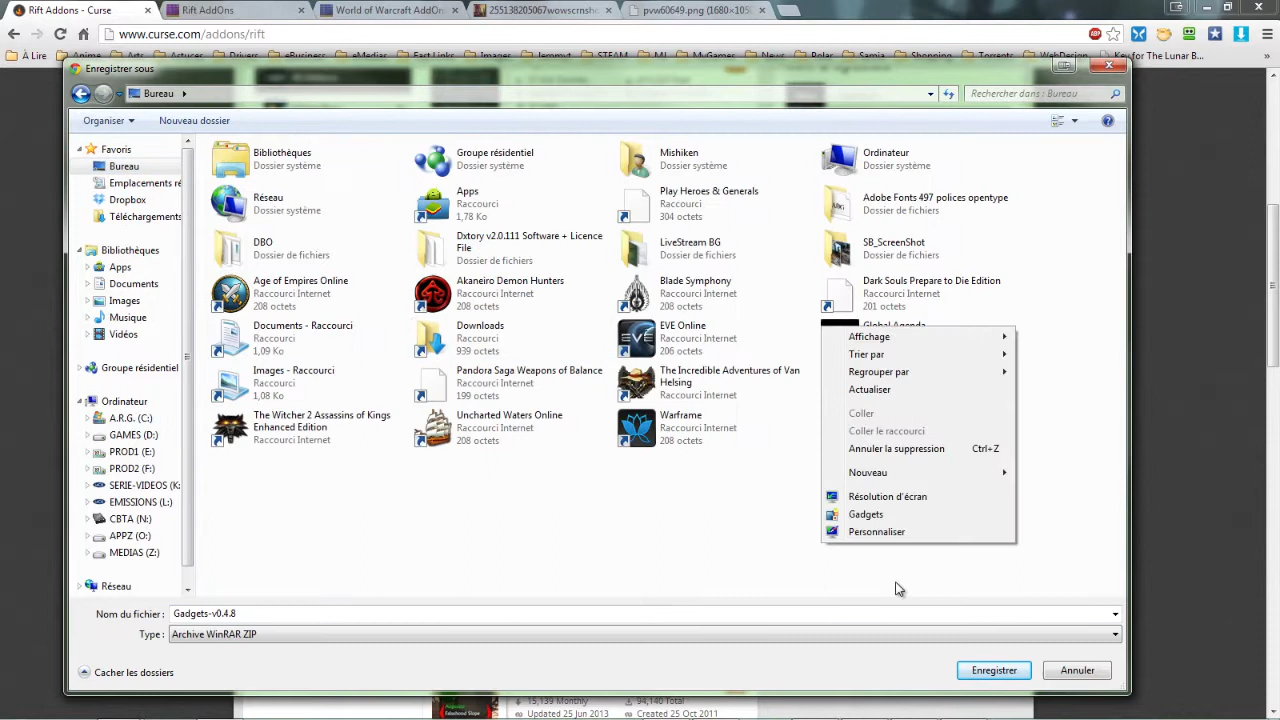 Rift Addons - Curse
Rift AddOns
World of Warcraft AddOns
255138205067wowscrnsh
pvw60649.png (1680×105
www.curse.com/addons/rift
À Lire
Anime
Arts
Astuces
Drivers
eBusiness
eMedias
Fast Links
Images
Jemmyt
STEAM
MJ
MyGames
News
Polar
Samia
Shopping
Torrents
WebDesign
Key for The Lunar B...
Enregistrer sous
Bureau
Rechercher dans : Bureau
Organiser
Nouveau dossier
Favoris
Bureau
Emplacements ré
Dropbox
Téléchargements
Bibliothèques
Apps
Documents
Images
Musique
Vidéos
Groupe résidentiel
Ordinateur
A.R.G. (C:)
GAMES (D:)
PROD1 (E:)
PROD2 (F:)
SERIE-VIDEOS (K:
EMISSIONS (L:)
CBTA (N:)
APPZ (O:)
MEDIAS (Z:)
Réseau
Bibliothèques
Dossier système
Groupe résidentiel
Dossier système
Mishiken
Dossier système
Ordinateur
Dossier système
Réseau
Dossier système
Apps
Raccourci
1,78 Ko
Play Heroes & Generals
Raccourci
304 octets
Adobe Fonts 497 polices opentype
Dossier de fichiers
DBO
Dossier de fichiers
Dxtory v2.0.111 Software + Licence
File
Dossier de fichiers
LiveStream BG
Dossier de fichiers
SB_ScreenShot
Dossier de fichiers
Age of Empires Online
Raccourci Internet
208 octets
Akaneiro Demon Hunters
Raccourci Internet
208 octets
Blade Symphony
Raccourci Internet
208 octets
Dark Souls Prepare to Die Edition
Raccourci Internet
201 octets
Documents - Raccourci
Raccourci
1,09 Ko
Downloads
Raccourci
939 octets
EVE Online
Raccourci Internet
206 octets
Global Agenda
Images - Raccourci
Raccourci
1,08 Ko
Pandora Saga Weapons of Balance
Raccourci Internet
199 octets
The Incredible Adventures of Van
Helsing
Raccourci Internet
The Witcher 2 Assassins of Kings
Enhanced Edition
Raccourci Internet
Uncharted Waters Online
Raccourci Internet
208 octets
Warframe
Raccourci Internet
208 octets
Affichage
Trier par
Regrouper par
Actualiser
Coller
Coller le raccourci
Annuler la suppression Ctrl+Z
Nouveau
Résolution d'écran
Gadgets
Personnaliser
Nom du fichier : Gadgets-v0.4.8
Type : Archive WinRAR ZIP
Cacher les dossiers
Enregistrer
Annuler
15,139 Monthly
94,140 Total
Updated 25 Jun 2013
Created 25 Oct 2011